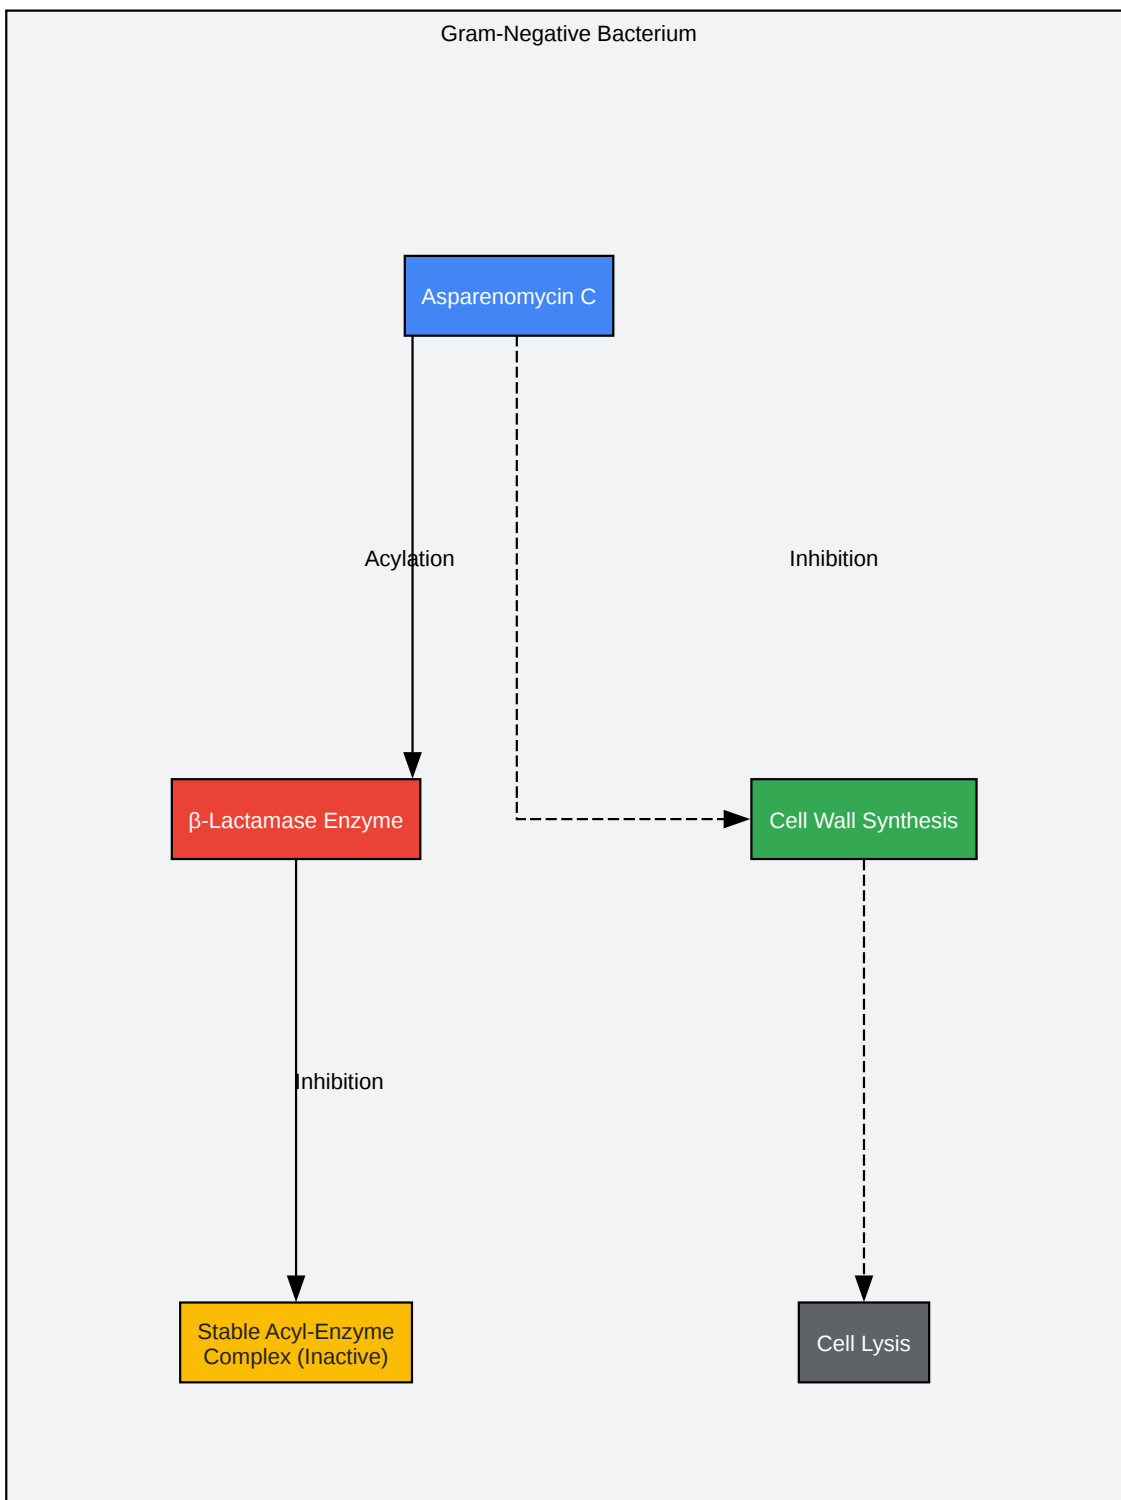 Gram-Negative Bacterium
Asparenomycin C
Acylation
Inhibition
β-Lactamase Enzyme
Cell Wall Synthesis
Inhibition
Stable Acyl-Enzyme
Complex (Inactive)
Cell Lysis